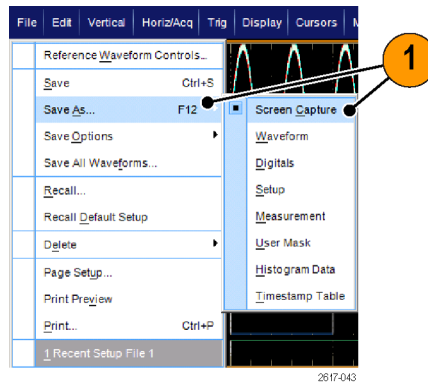 File Edit Vertical Horiz/Acq Trig Display Cursors
Reference Waveform Controls...
1
Save Ctrl+S
Save As... F12
Screen Capture
Save Options
Waveform
Save All Waveforms...
Digitals
Recall...
Setup
Recall Default Setup
Measurement
Delete
User Mask
Page Setup...
Histogram Data
Print Preview
Timestamp Table
Print... Ctrl+P
1 Recent Setup File 1
2617-043